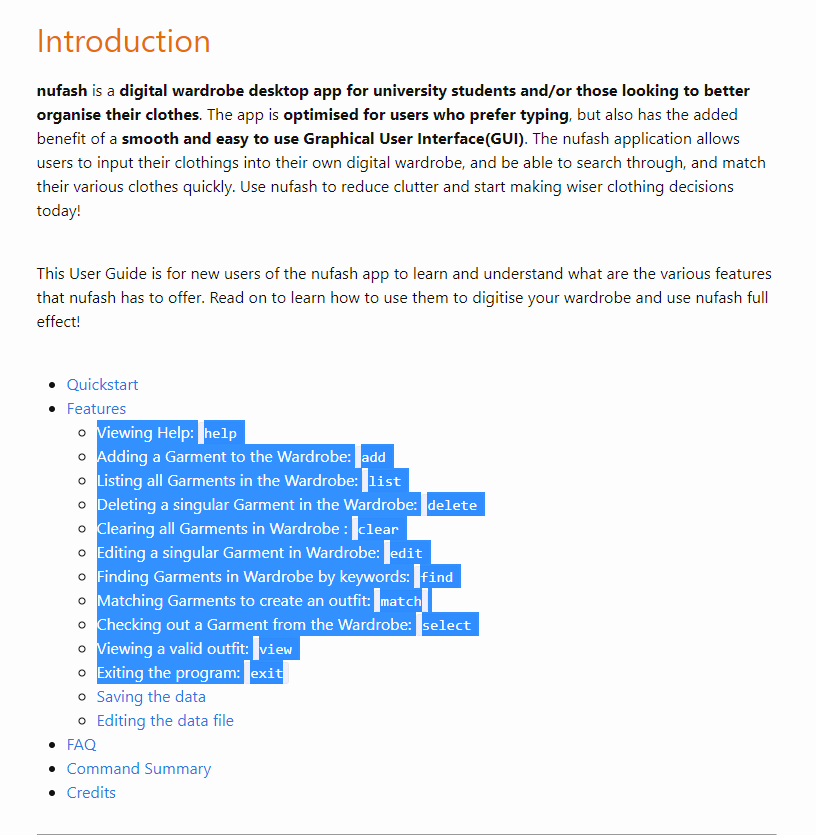 Introduction
nufash is a digital wardrobe desktop app for university students and/or those looking to better
organise their clothes. The app is optimised for users who prefer typing, but also has the added
benefit of a smooth and easy to use Graphical User Interface(GUI). The nufash application allows
users to input their clothings into their own digital wardrobe, and be able to search through, and match
their various clothes quickly. Use nufash to reduce clutter and start making wiser clothing decisions
today!
This User Guide is for new users of the nufash app to learn and understand what are the various features
that nufash has to offer. Read on to learn how to use them to digitise your wardrobe and use nufash full
effect!
Quickstart
Features
Viewing Help: help
Adding a Garment to the Wardrobe: add
Listing all Garments in the Wardrobe: list
Deleting a singular Garment in the Wardrobe: delete
Clearing all Garments in Wardrobe : clear
Editing a singular Garment in Wardrobe: edit
Finding Garments in Wardrobe by keywords: find
Matching Garments to create an outfit: match
Checking out a Garment from the Wardrobe: select
Viewing a valid outfit: view
Exiting the program: exit
Saving the data
Editing the data file
FAQ
Command Summary
Credits